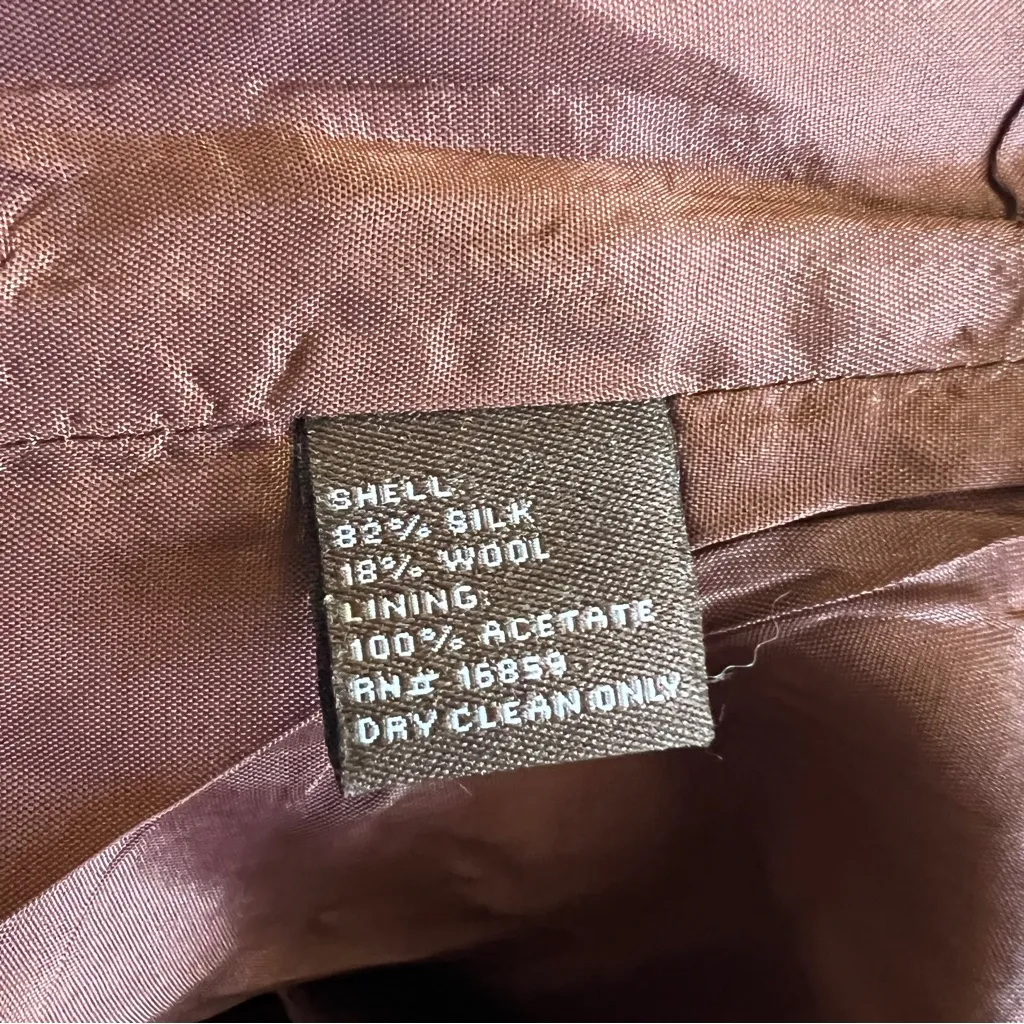 SHELL:
82% SILK
18% WOOL
LINING:
100% ACETATE
RN# 16859
DRY CLEAN ONLY